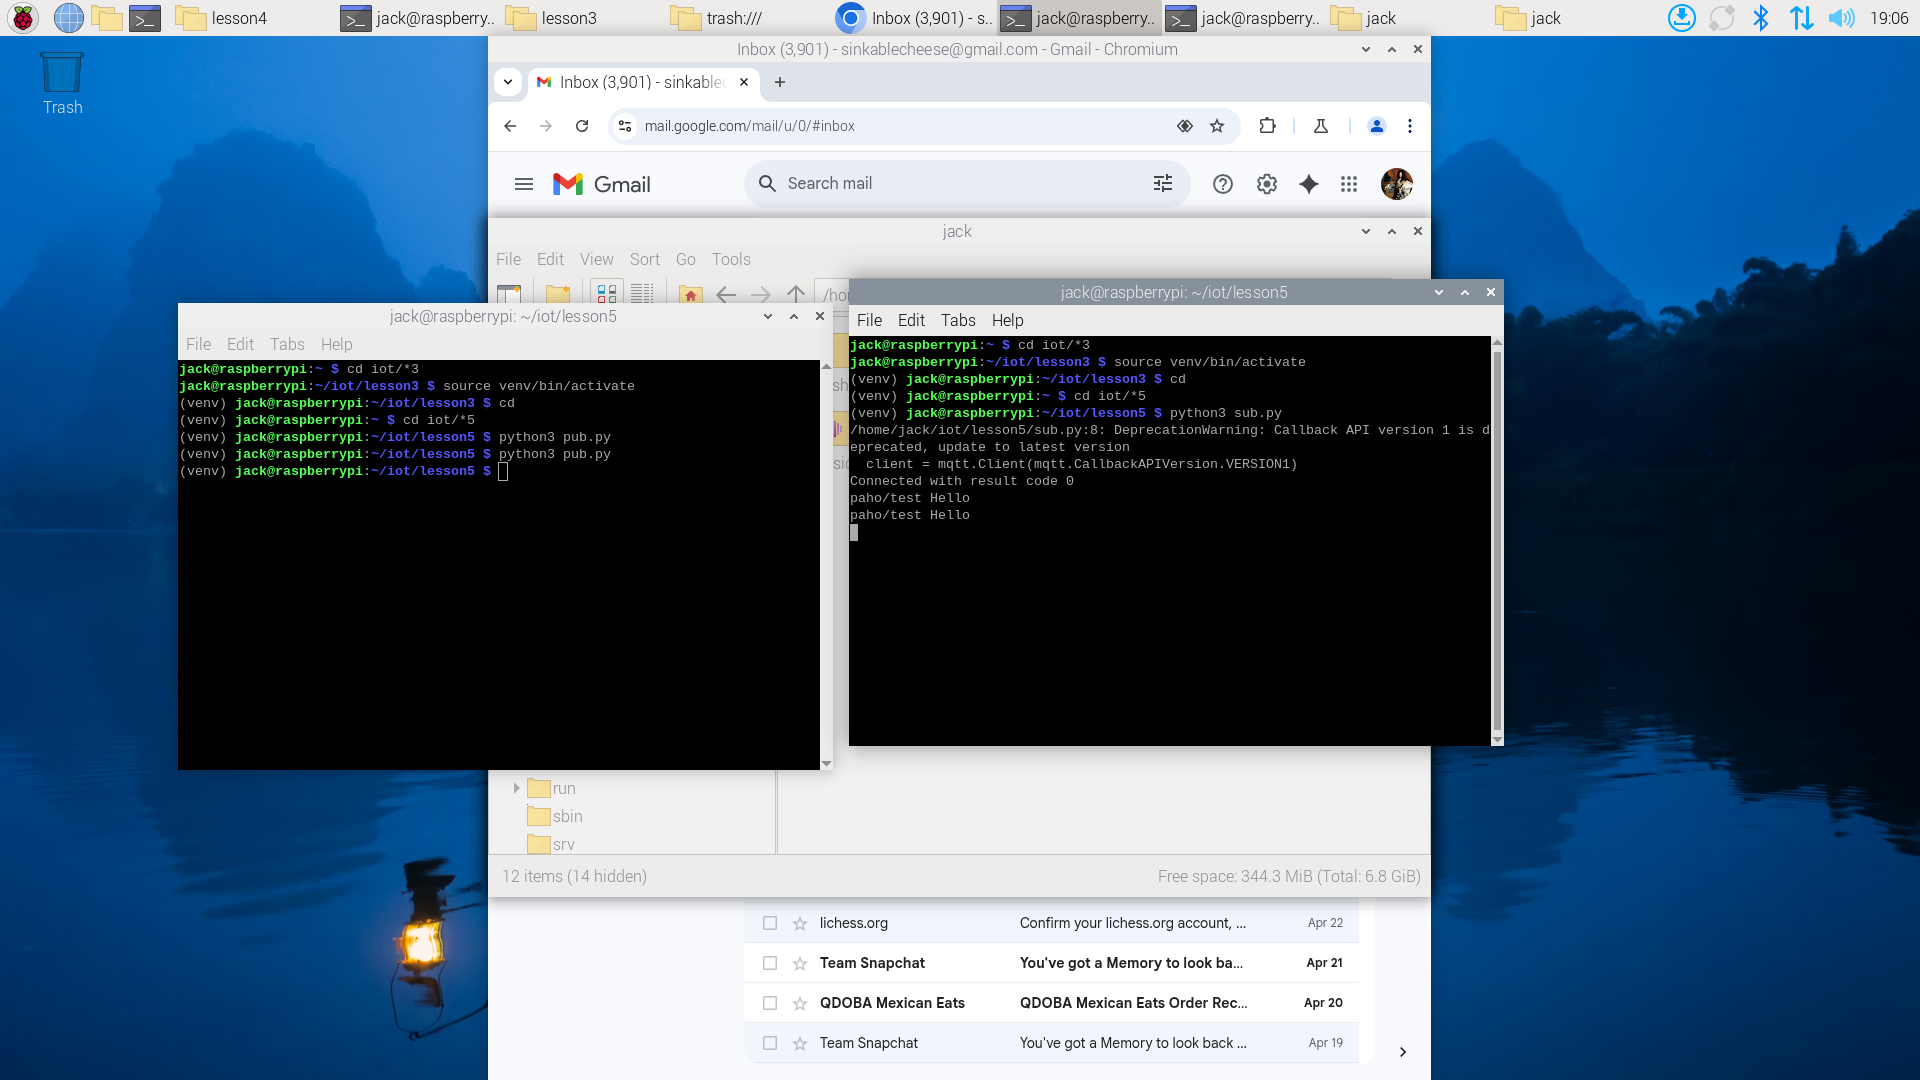 lesson4
jack@raspberry..
lesson3
trash:///
Inbox (3,901) - s..
jack@raspberry..
jack@raspberry..
jack
jack
19:06
Trash
Inbox (3,901) - sinkablecheese@gmail.com - Gmail - Chromium
Inbox (3,901) - sinkablec
mail.google.com/mail/u/0/#inbox
Gmail
Search mail
jack
File Edit View Sort Go Tools
/ho
jack@raspberrypi: ~/iot/lesson5
File Edit Tabs Help
jack@raspberrypi:~ $ cd iot/*3
jack@raspberrypi:~/iot/lesson3 $ source venv/bin/activate
(venv) jack@raspberrypi:~/iot/lesson3 $ cd
(venv) jack@raspberrypi:~ $ cd iot/*5
(venv) jack@raspberrypi:~/iot/lesson5 $ python3 pub.py
(venv) jack@raspberrypi:~/iot/lesson5 $ python3 pub.py
(venv) jack@raspberrypi:~/iot/lesson5 $
jack@raspberrypi: ~/iot/lesson5
File Edit Tabs Help
jack@raspberrypi:~ $ cd iot/*3
jack@raspberrypi:~/iot/lesson3 $ source venv/bin/activate
(venv) jack@raspberrypi:~/iot/lesson3 $ cd
(venv) jack@raspberrypi:~ $ cd iot/*5
(venv) jack@raspberrypi:~/iot/lesson5 $ python3 sub.py
/home/jack/iot/lesson5/sub.py:8: DeprecationWarning: Callback API version 1 is d
eprecated, update to latest version
client = mqtt.Client(mqtt.CallbackAPIVersion.VERSION1)
Connected with result code 0
paho/test Hello
paho/test Hello
run
sbin
srv
12 items (14 hidden)
Free space: 344.3 MiB (Total: 6.8 GiB)
lichess.org Confirm your lichess.org account, ... Apr 22
Team Snapchat You've got a Memory to look ba... Apr 21
QDOBA Mexican Eats QDOBA Mexican Eats Order Rec... Apr 20
Team Snapchat You've got a Memory to look back ... Apr 19